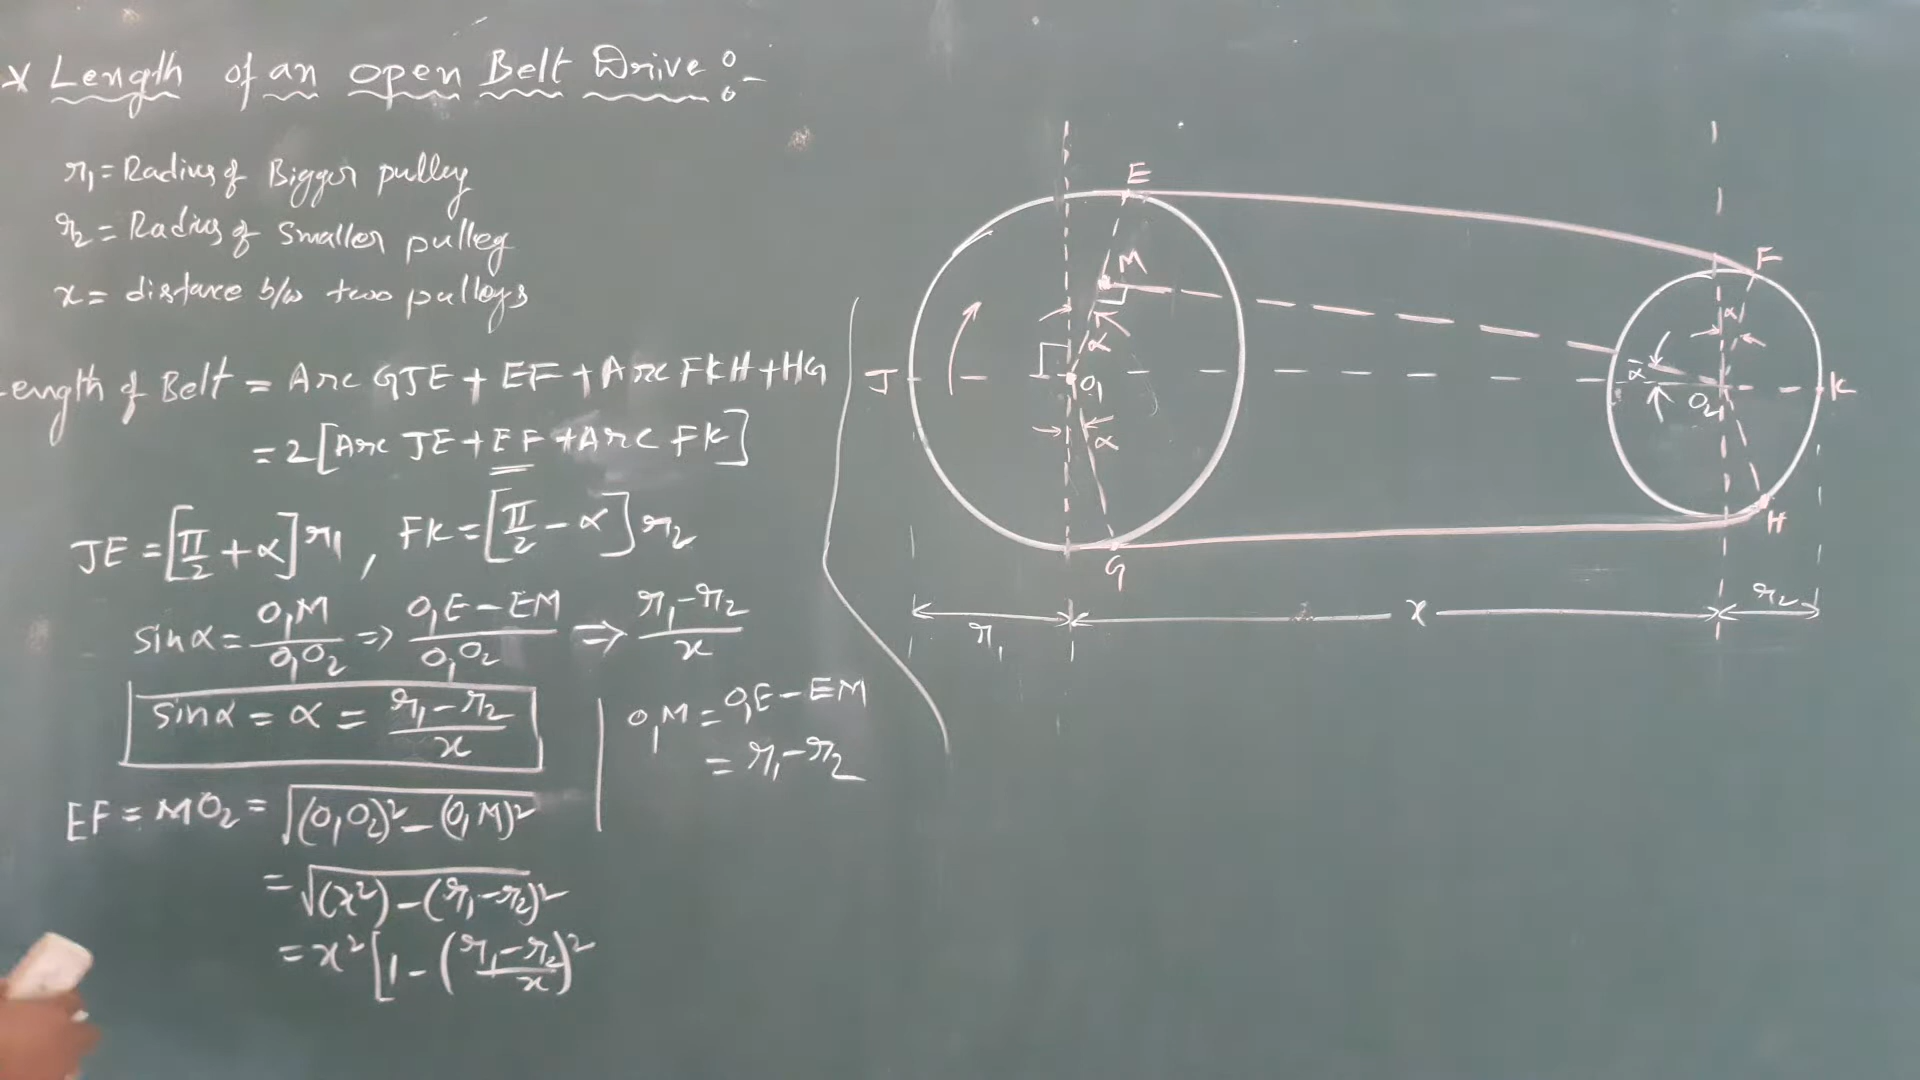 * Length of an open Belt Drive :-
r₁ = Radius of Bigger pulley
r₂ = Radius of Smaller pulley
x = distance b/w two pulleys
Length of Belt = Arc GJE + EF + Arc FKH + HG
= 2[Arc JE + EF + Arc FK]
JE = [π/2 + α] r₁ , FK = [π/2 - α] r₂
sinα = O₁M/O₁O₂ => O₁E - EM/O₁O₂ => r₁ - r₂/x
sinα = α = r₁ - r₂/x
O₁M = O₁E - EM
= r₁ - r₂
EF = MO₂ = √(O₁O₂)² - (O₁M)²
= √(x²) - (r₁ - r₂)²
= x² [1 - (r₁ - r₂/x)²
E
M
F
α
α
J
O₁
α
O₂
K
α
H
G
r₁
x
r₂